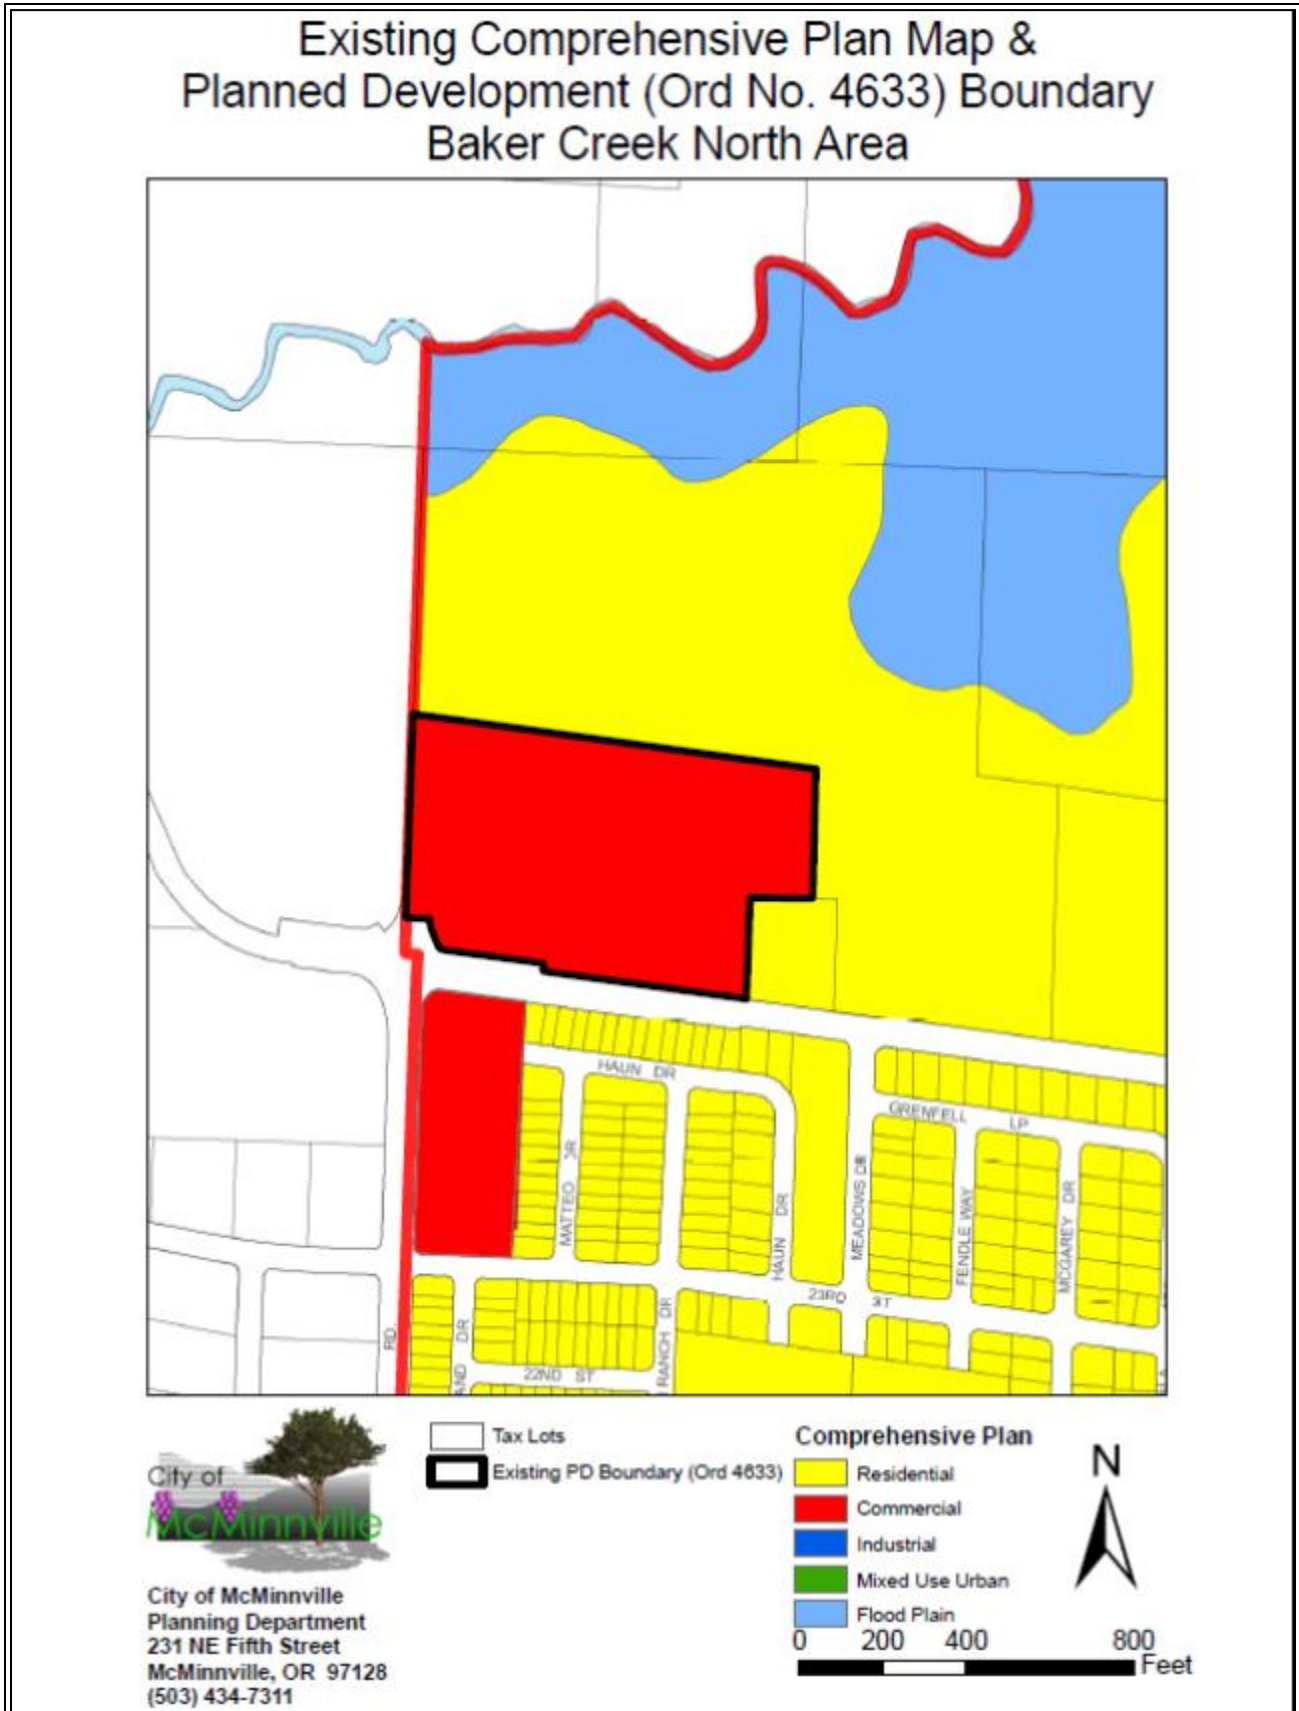 Existing Comprehensive Plan Map &
Planned Development (Ord No. 4633) Boundary
Baker Creek North Area
HAUN DR
GRENFELL LP
MATTEO DR
HAUN DR
MEADOWS DR
FENDLE WAY
MCGAREY DR
23RD ST
RD.
DR
RANCH DR
22ND ST
City of
McMinnville
City of McMinnville
Planning Department
231 NE Fifth Street
McMinnville, OR 97128
(503) 434-7311
Tax Lots
Existing PD Boundary (Ord 4633)
Comprehensive Plan
Residential
Commercial
Industrial
Mixed Use Urban
Flood Plain
N
0 200 400 800
Feet